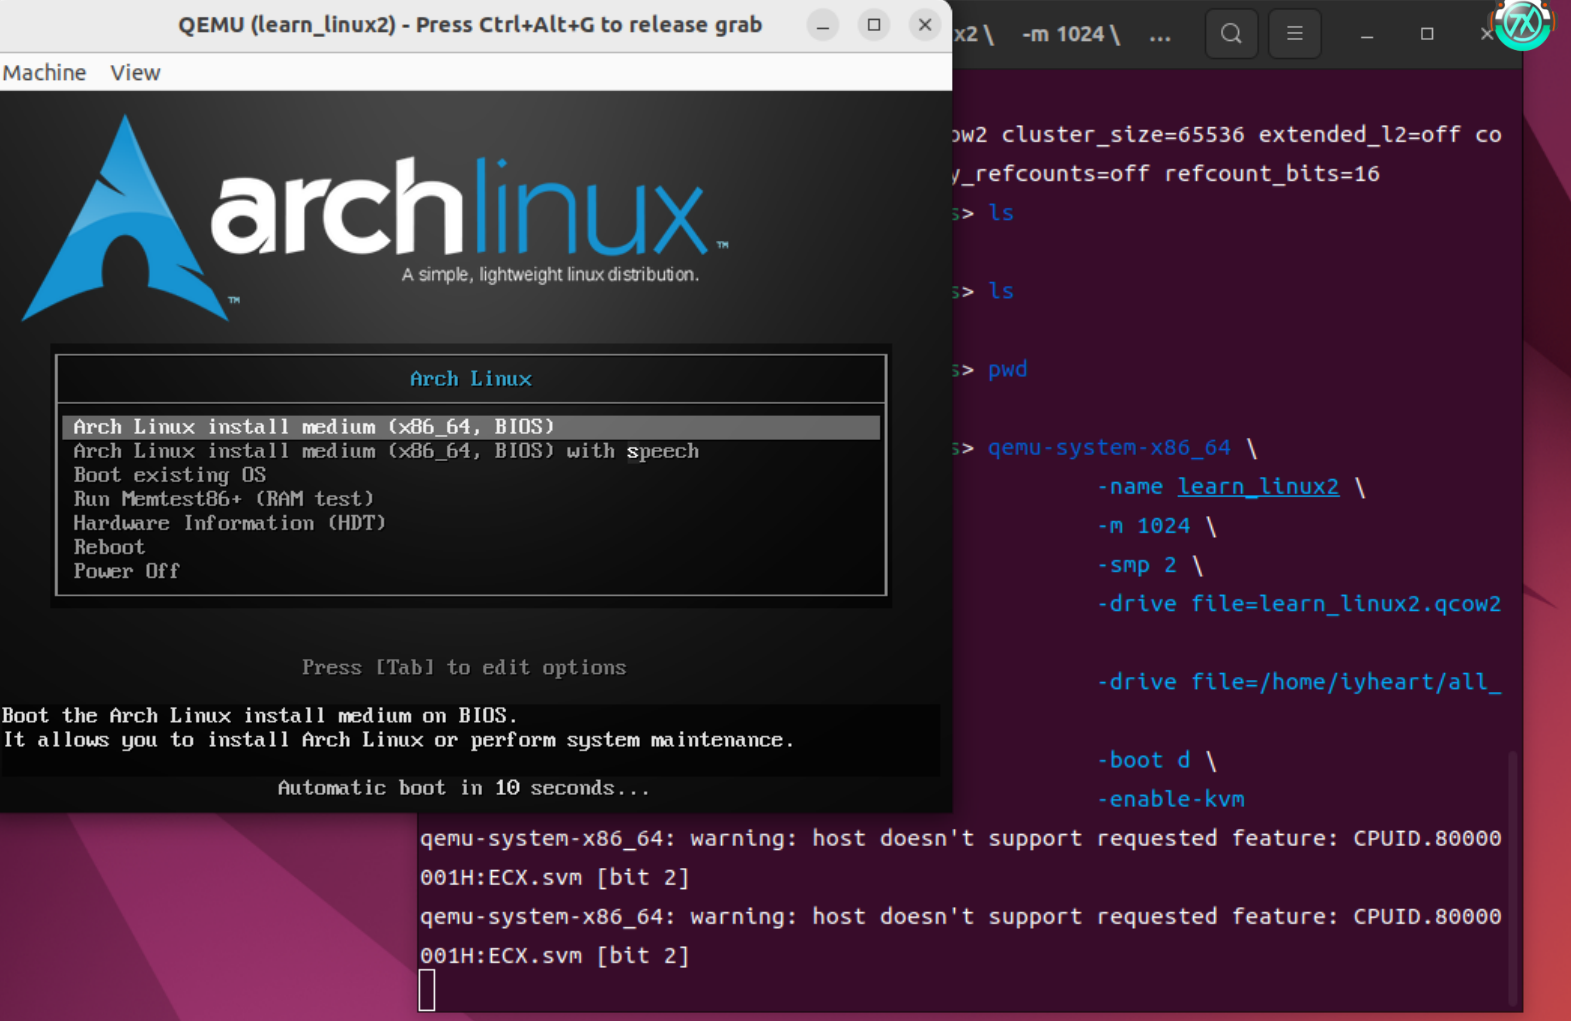 QEMU (learn_linux2) - Press Ctrl+Alt+G to release grab
Machine View
archlinux
TM
A simple, lightweight linux distribution.
TM
Arch Linux
Arch Linux install medium (x86_64, BIOS)
Arch Linux install medium (x86_64, BIOS) with speech
Boot existing OS
Run Memtest86+ (RAM test)
Hardware Information (HDT)
Reboot
Power Off
Press [Tab] to edit options
Boot the Arch Linux install medium on BIOS.
It allows you to install Arch Linux or perform system maintenance.
Automatic boot in 10 seconds...
x2 \ -m 1024 \ ...
ow2 cluster_size=65536 extended_l2=off co
y_refcounts=off refcount_bits=16
s> ls
s> ls
s> pwd
s> qemu-system-x86_64 \
-name learn_linux2 \
-m 1024 \
-smp 2 \
-drive file=learn_linux2.qcow2
-drive file=/home/iyheart/all_
-boot d \
-enable-kvm
qemu-system-x86_64: warning: host doesn't support requested feature: CPUID.80000
001H:ECX.svm [bit 2]
qemu-system-x86_64: warning: host doesn't support requested feature: CPUID.80000
001H:ECX.svm [bit 2]